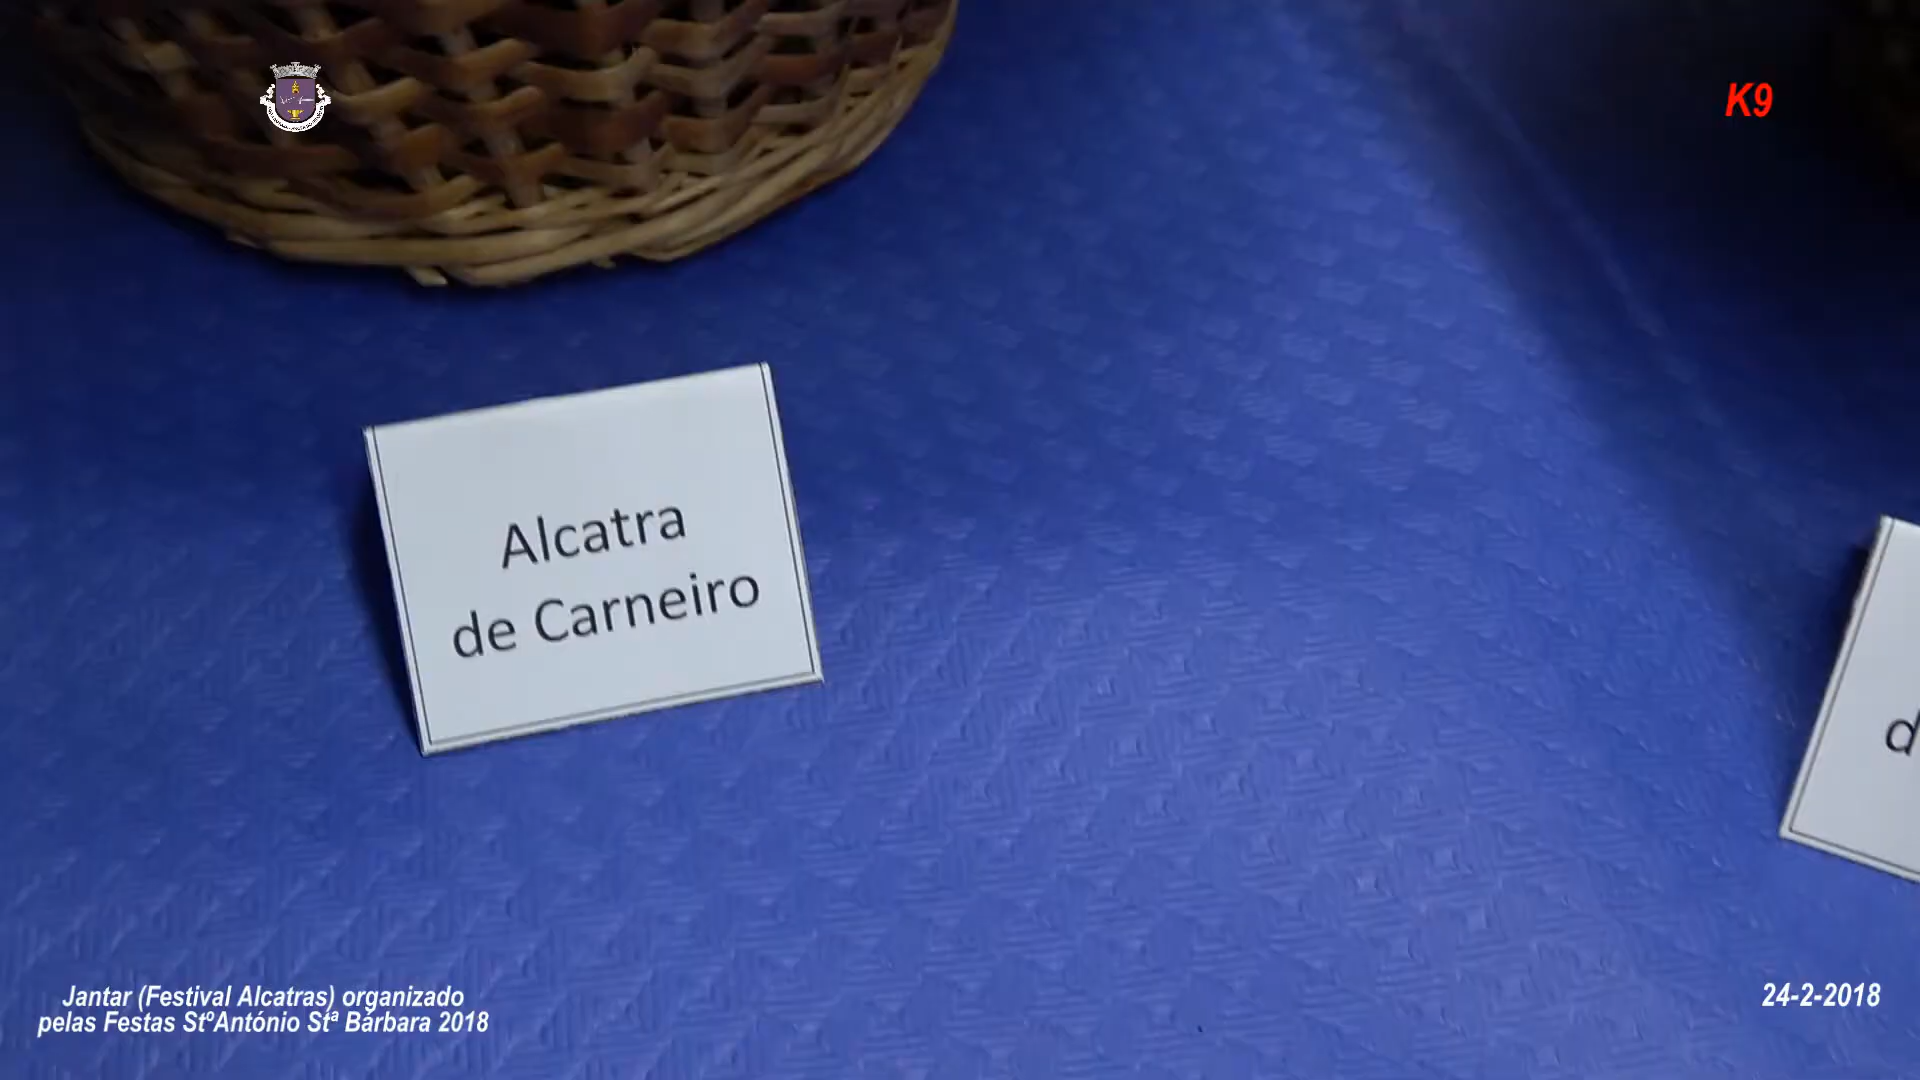 K9
Alcatra
de Carneiro
d
Jantar (Festival Alcatras) organizado
pelas Festas StºAntónio Stª Bárbara 2018
24-2-2018